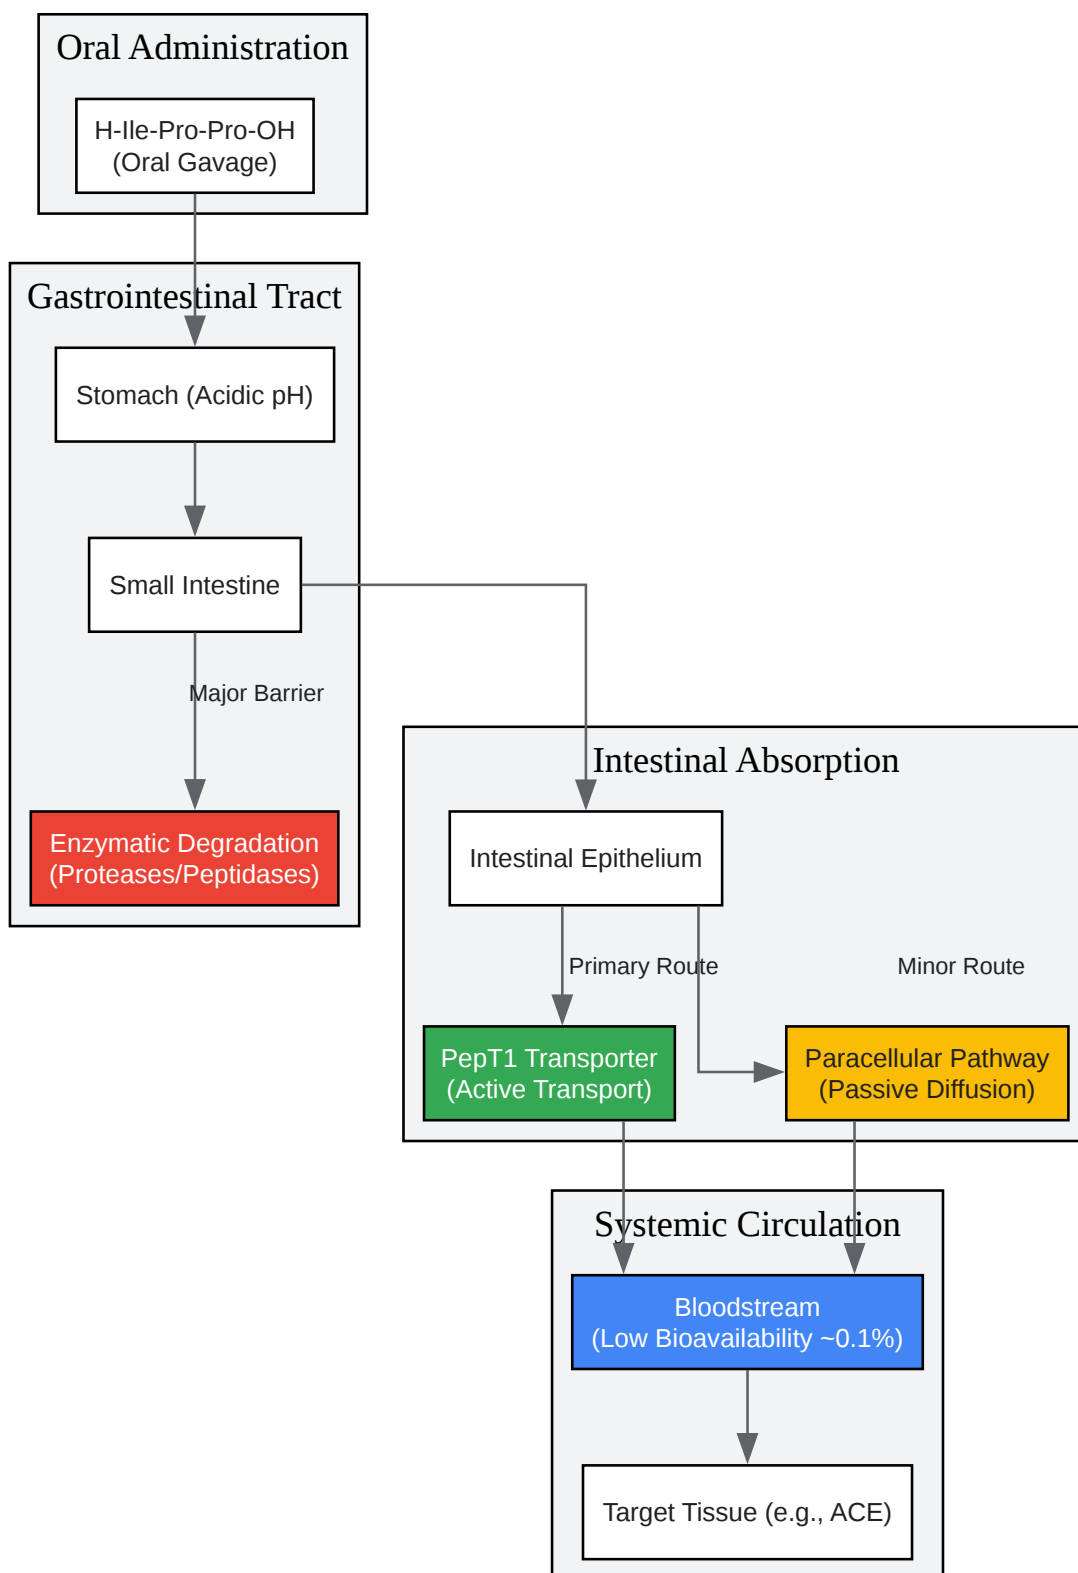 Oral Administration
H-Ile-Pro-Pro-OH
(Oral Gavage)
Gastrointestinal Tract
Stomach (Acidic pH)
Small Intestine
Major Barrier
Enzymatic Degradation
(Proteases/Peptidases)
Intestinal Absorption
Intestinal Epithelium
Primary Route
Minor Route
PepT1 Transporter
(Active Transport)
Paracellular Pathway
(Passive Diffusion)
Systemic Circulation
Bloodstream
(Low Bioavailability ~0.1%)
Target Tissue (e.g., ACE)